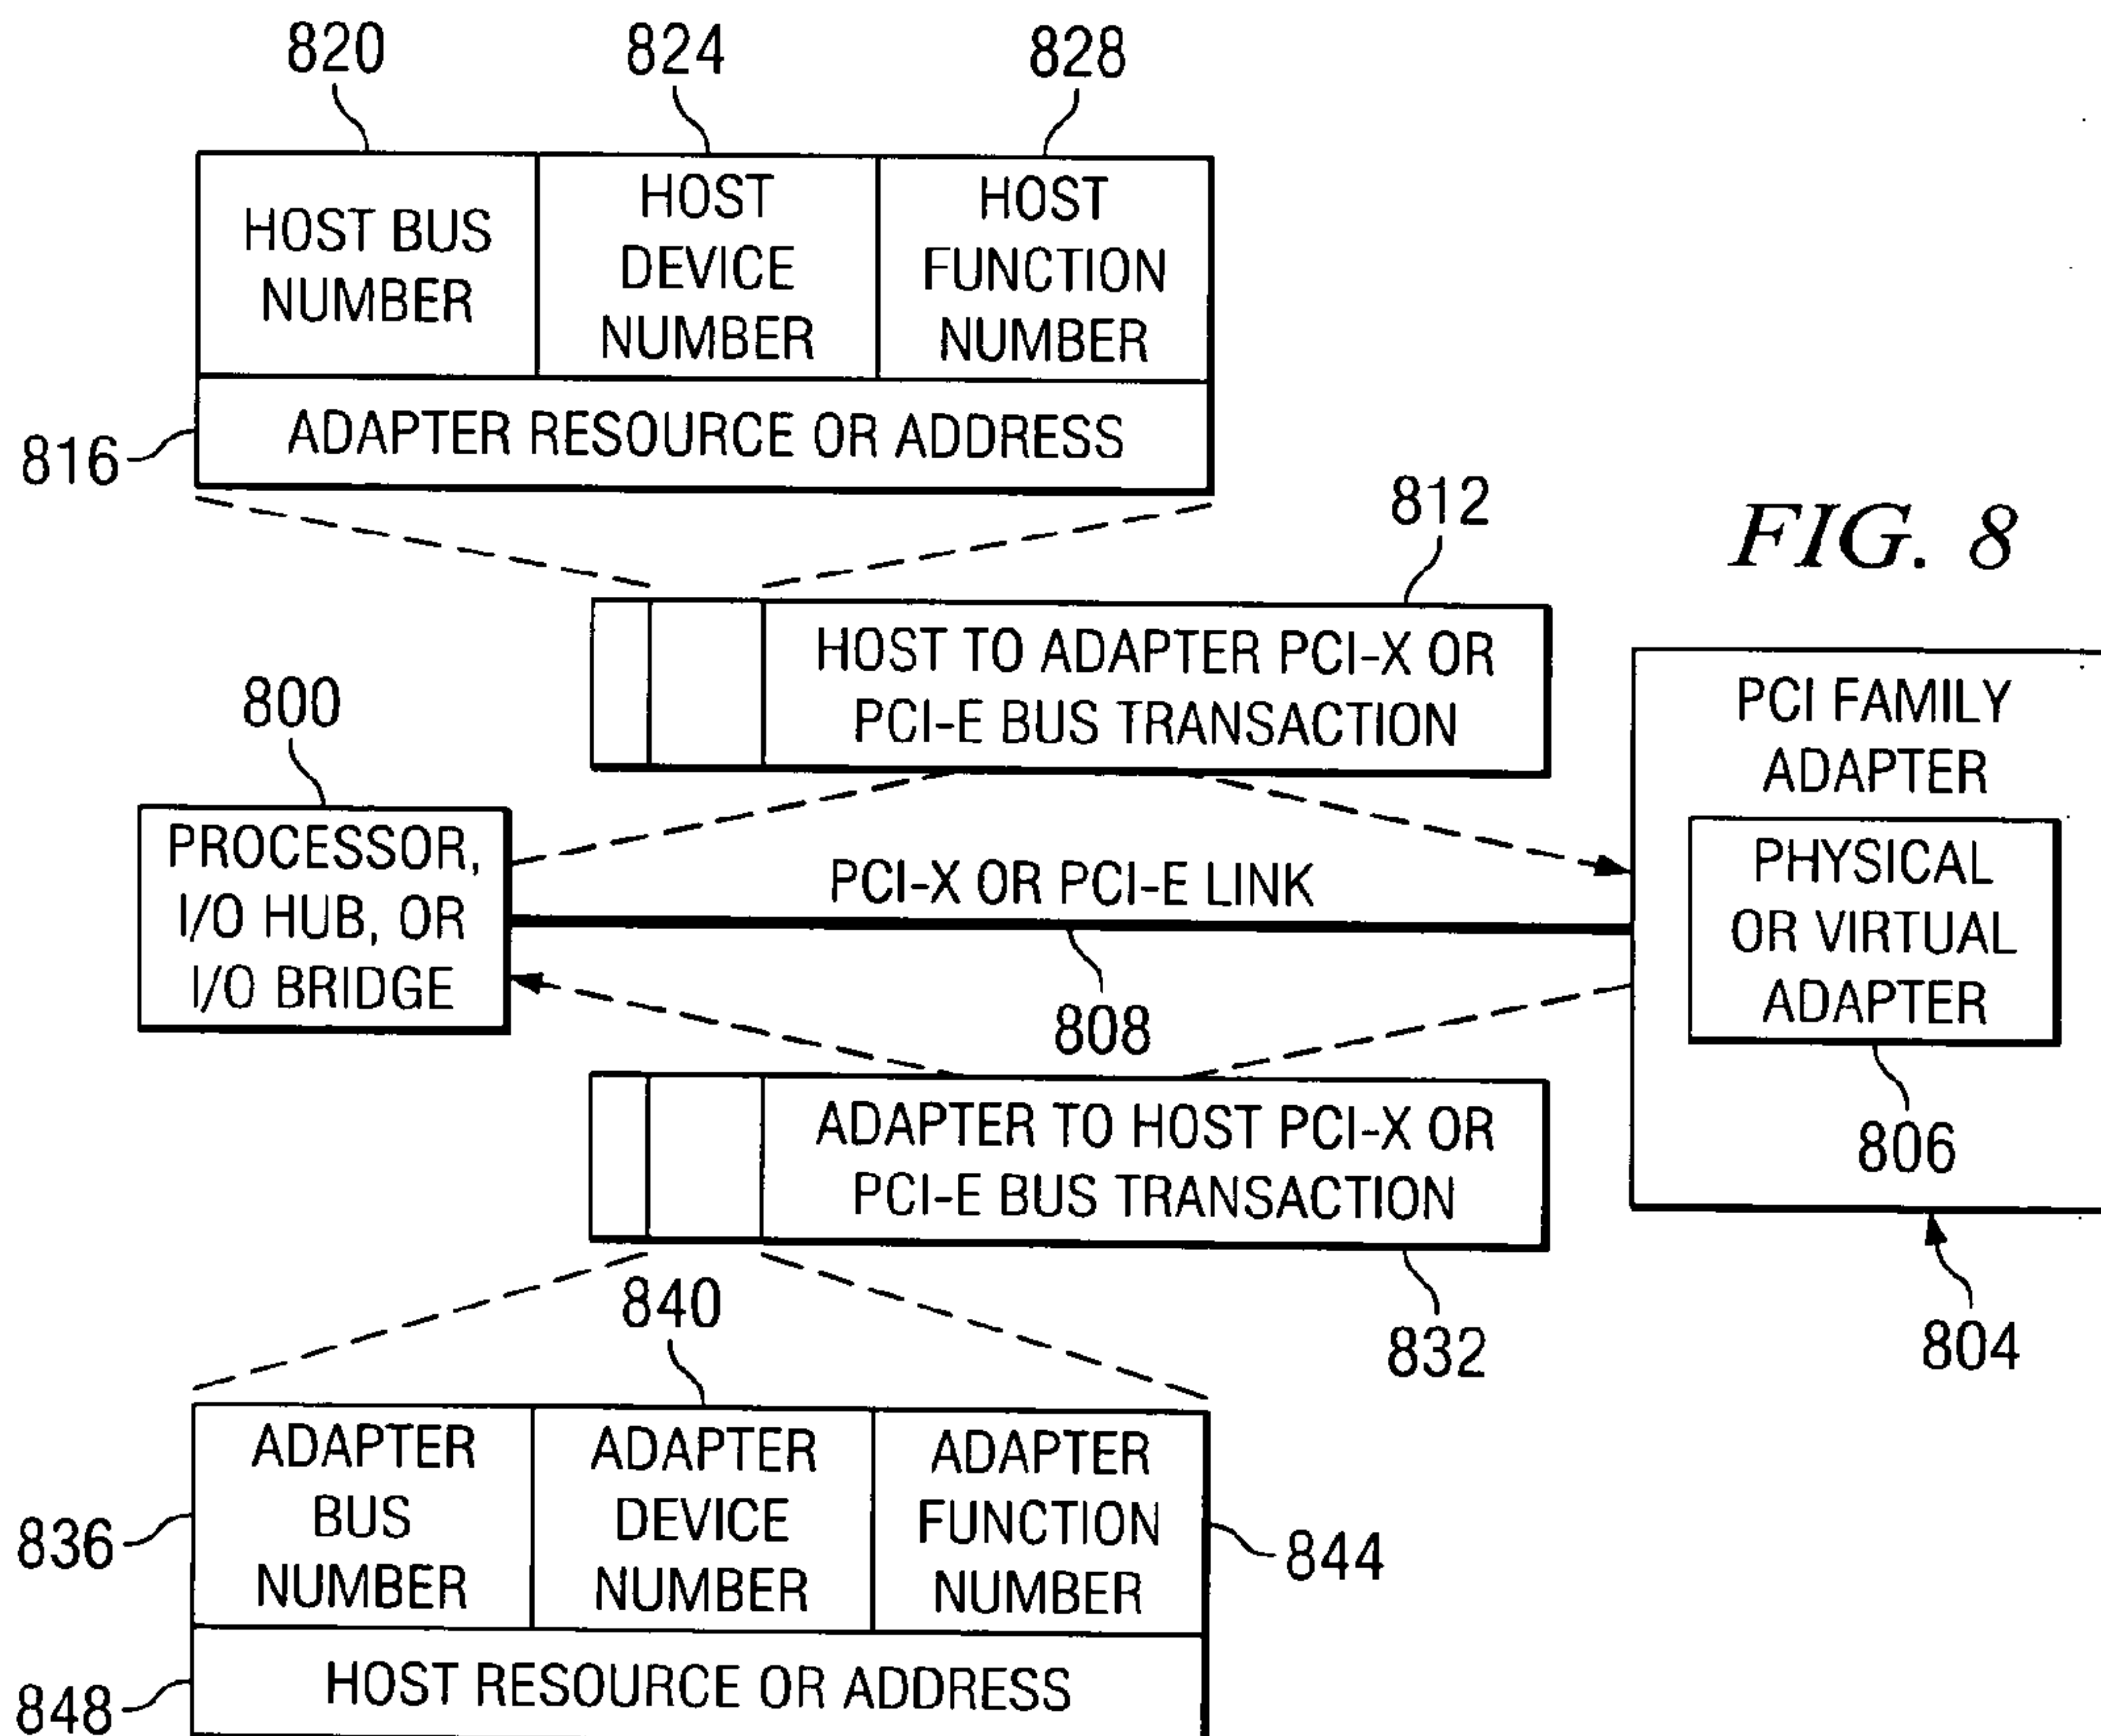 820
824
828
HOST BUS
NUMBER
HOST
DEVICE
NUMBER
HOST
FUNCTION
NUMBER
816
ADAPTER RESOURCE OR ADDRESS
812
FIG. 8
HOST TO ADAPTER PCI-X OR
PCI-E BUS TRANSACTION
800
PROCESSOR,
I/O HUB, OR
I/O BRIDGE
PCI-X OR PCI-E LINK
808
PCI FAMILY
ADAPTER
PHYSICAL
OR VIRTUAL
ADAPTER
806
804
ADAPTER TO HOST PCI-X OR
PCI-E BUS TRANSACTION
832
840
836
ADAPTER
BUS
NUMBER
ADAPTER
DEVICE
NUMBER
ADAPTER
FUNCTION
NUMBER
844
848
HOST RESOURCE OR ADDRESS